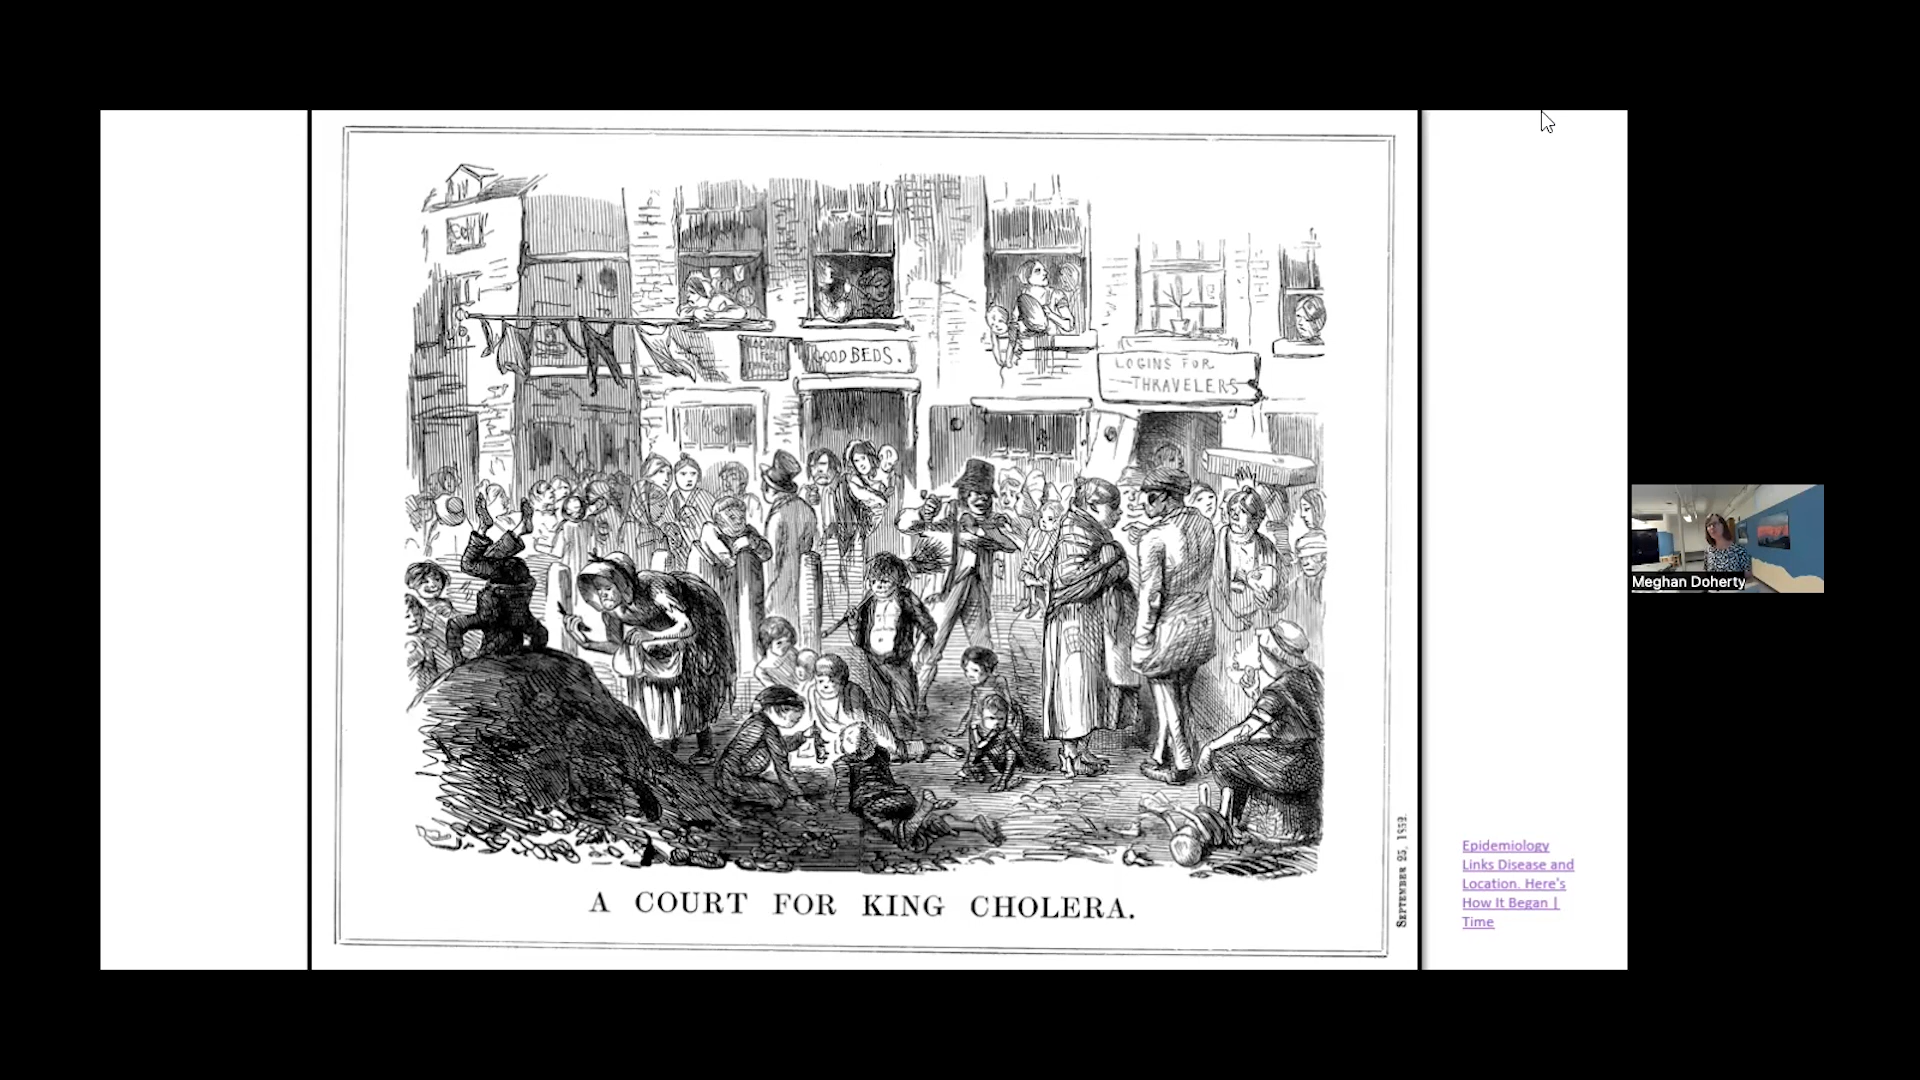 LOGINS FOR
THRAVELERS
GOOD BEDS.
A COURT FOR KING CHOLERA.
SEPTEMBER 25, 1852.
Epidemiology
Links Disease and
Location. Here's
How It Began |
Time
Meghan Doherty